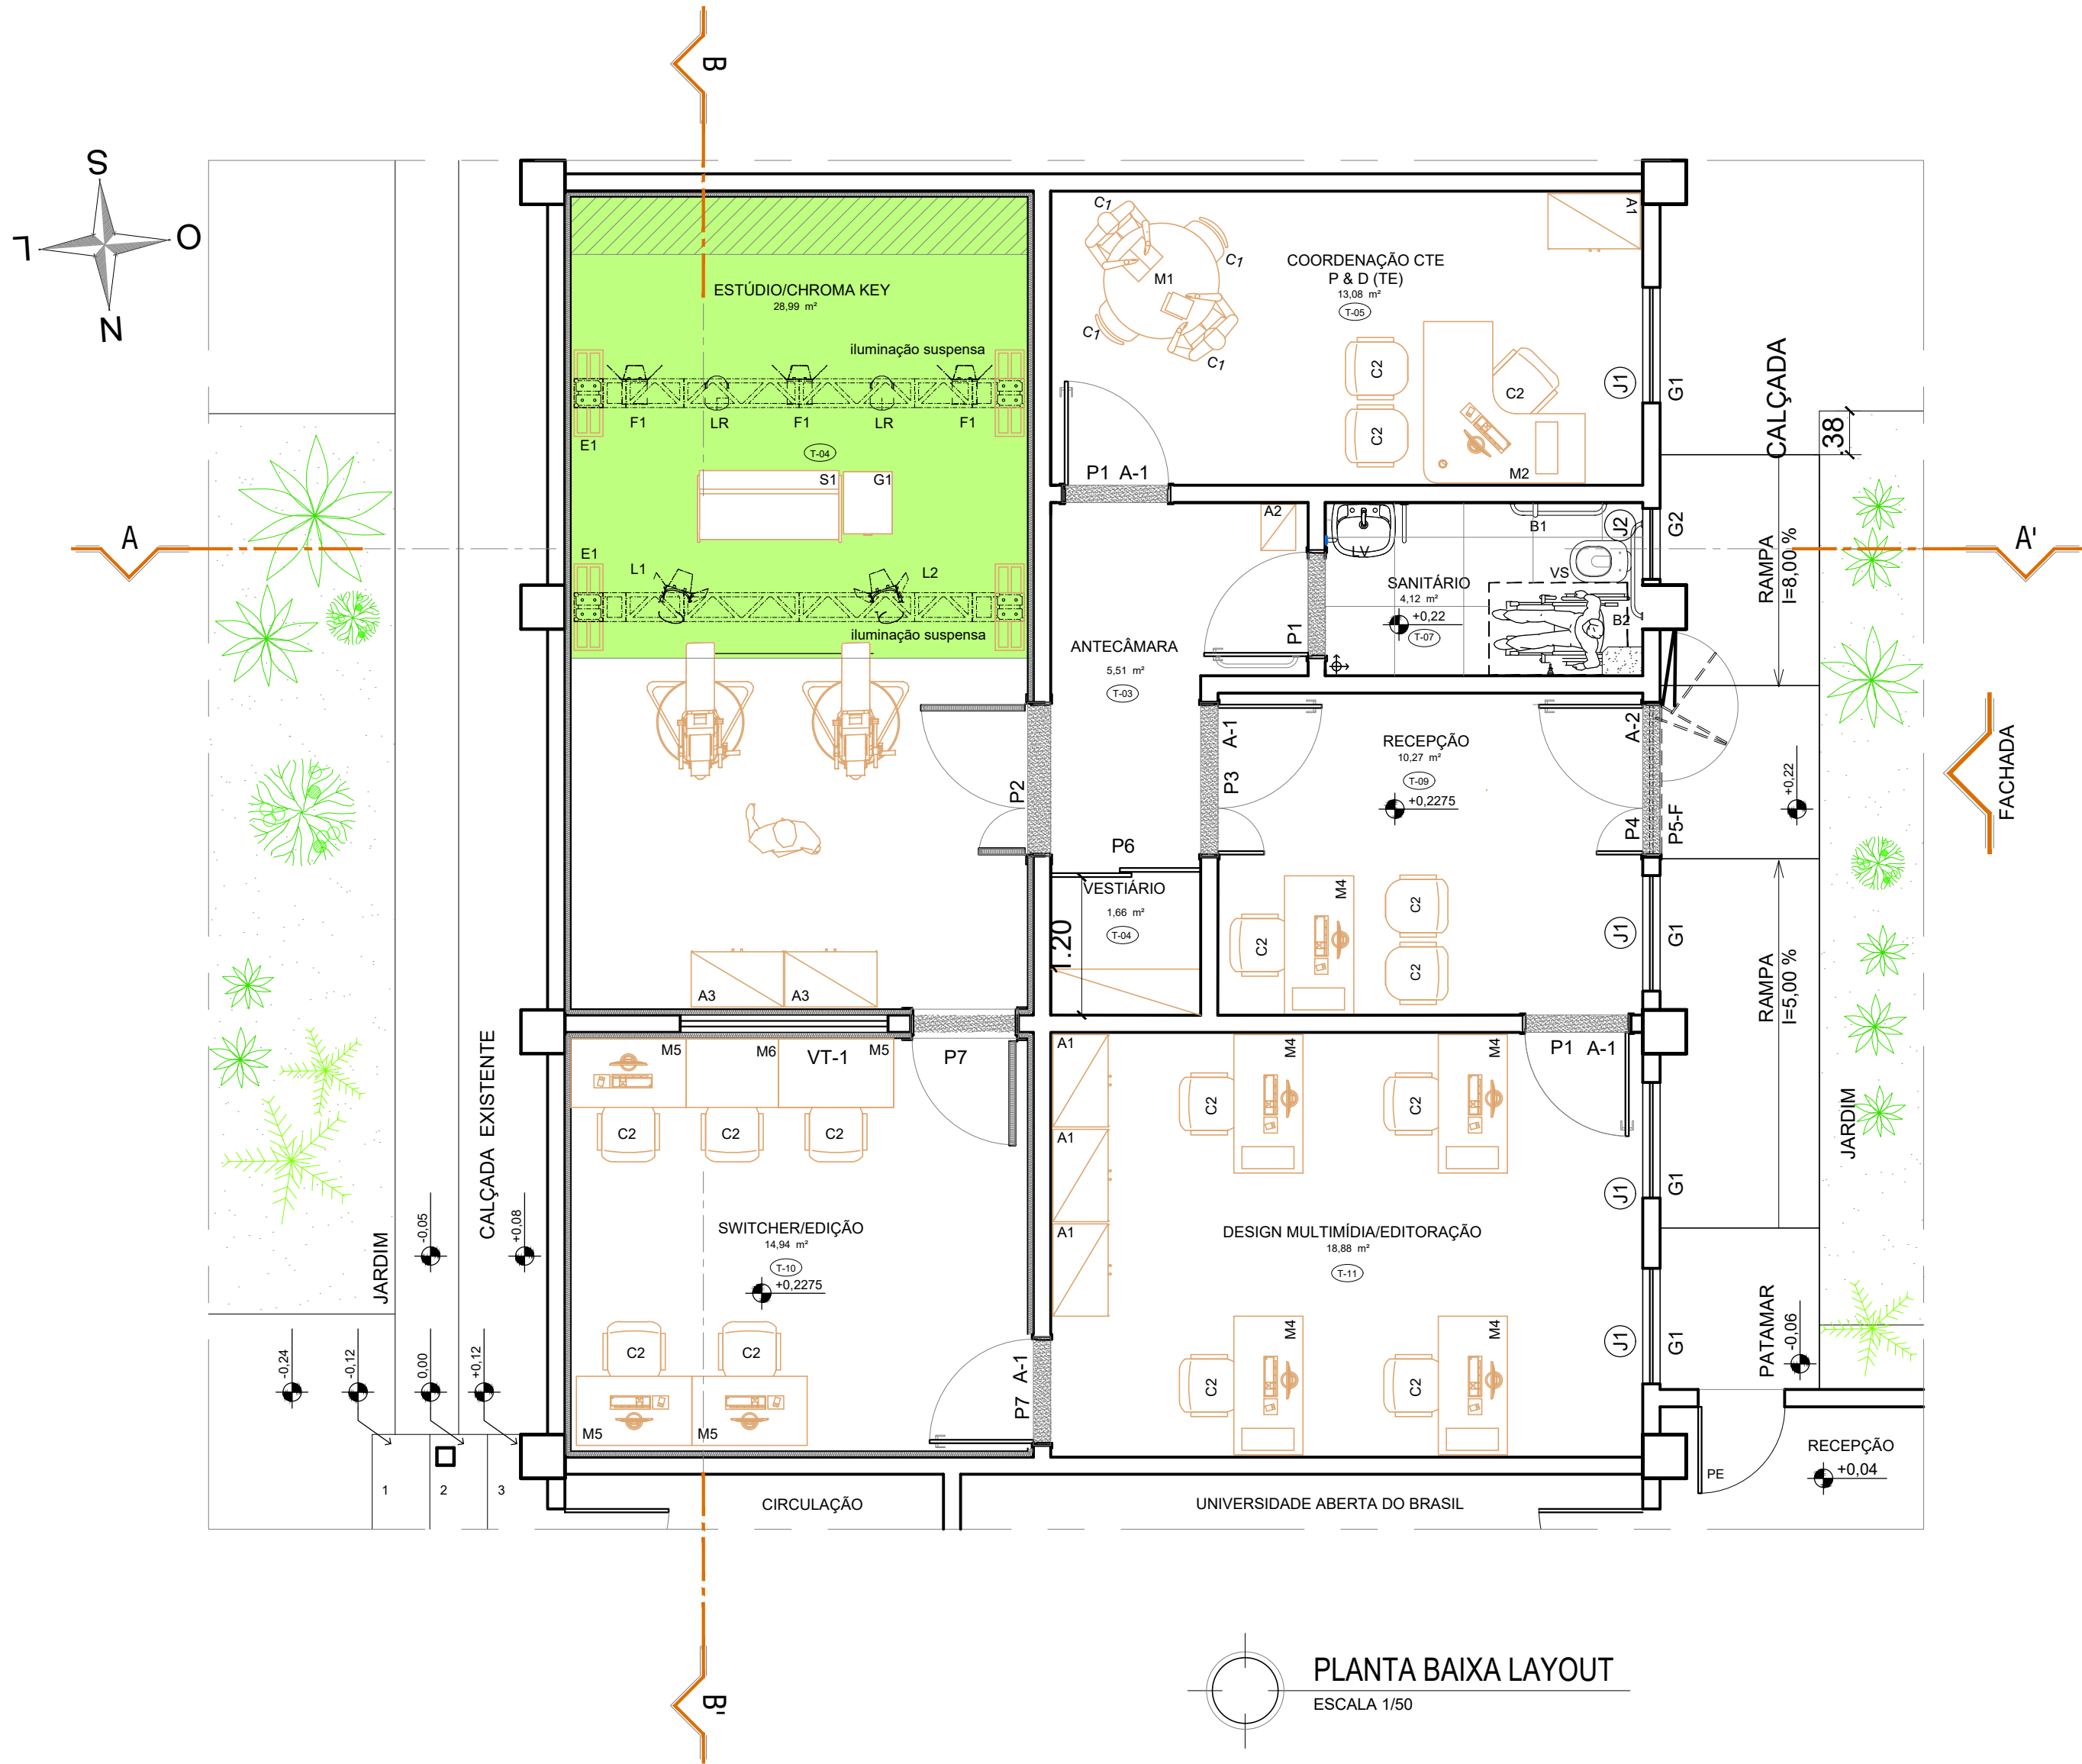 B
S
L
O
N
A
A'
ESTÚDIO/CHROMA KEY
28,99 m²
iluminação suspensa
F1
LR
F1
LR
F1
E1
T-04
S1
G1
E1
L1
L2
iluminação suspensa
C1
C1
M1
C1
C1
COORDENAÇÃO CTE
P & D (TE)
13,08 m²
T-05
A1
C2
C2
C2
M2
J1
G1
CALÇADA
.38
P1 A-1
A2
LV
B1
J2
G2
VS
SANITÁRIO
4,12 m²
+0,22
T-07
B2
P1
RAMPA
I=8,00 %
ANTECÂMARA
5,51 m²
T-03
P2
P3
A-1
RECEPÇÃO
10,27 m²
T-09
+0,2275
A-2
P4
P5-F
+0,22
FACHADA
P6
VESTIÁRIO
1,66 m²
T-04
1.20
M4
C2
C2
C2
J1
G1
RAMPA
I=5,00 %
A3
A3
M5
M6
VT-1
M5
P7
C2
C2
C2
SWITCHER/EDIÇÃO
14,94 m²
T-10
+0,2275
C2
C2
M5
M5
P7 A-1
A1
A1
A1
M4
C2
M4
C2
P1 A-1
DESIGN MULTIMÍDIA/EDITORAÇÃO
18,88 m²
T-11
M4
C2
M4
C2
J1
G1
J1
G1
JARDIM
PATAMAR
-0,06
CALÇADA EXISTENTE
JARDIM
-0,05
+0,08
-0,24
-0,12
0,00
+0,12
1
2
3
CIRCULAÇÃO
UNIVERSIDADE ABERTA DO BRASIL
PE
RECEPÇÃO
+0,04
B'
PLANTA BAIXA LAYOUT
ESCALA 1/50